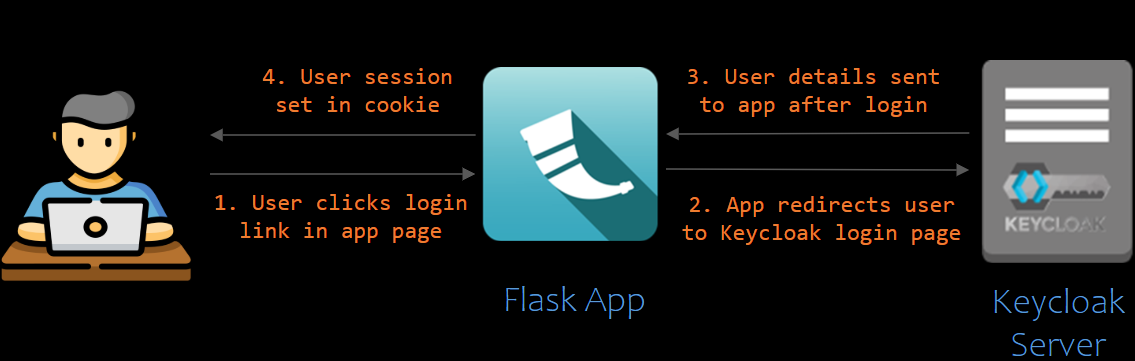 4. User session
set in cookie
3. User details sent
to app after login
1. User clicks login
link in app page
2. App redirects user
to Keycloak login page
KEYCLOAK
Flask App
Keycloak
Server